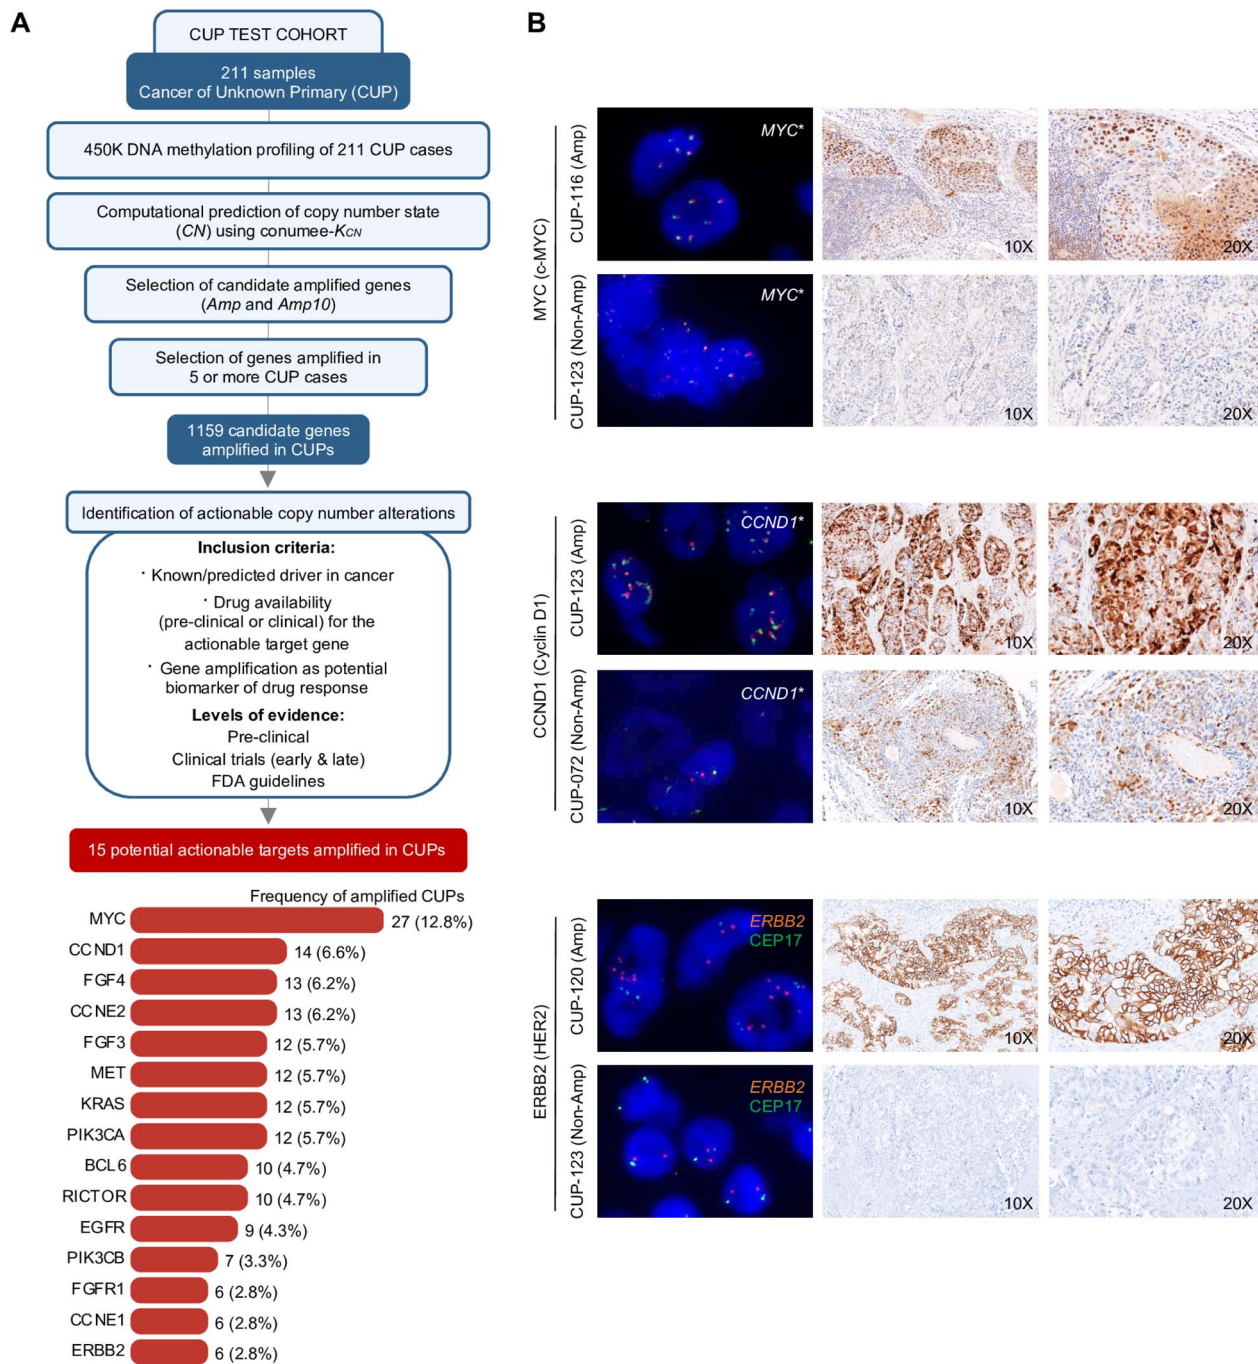 A
CUP TEST COHORT
211 samples
Cancer of Unknown Primary (CUP)
450K DNA methylation profiling of 211 CUP cases
Computational prediction of copy number state
(CN) using conumee-KCN
Selection of candidate amplified genes
(Amp and Amp10)
Selection of genes amplified in
5 or more CUP cases
1159 candidate genes
amplified in CUPs
Identification of actionable copy number alterations
Inclusion criteria:
· Known/predicted driver in cancer
· Drug availability
(pre-clinical or clinical) for the
actionable target gene
· Gene amplification as potential
biomarker of drug response
Levels of evidence:
Pre-clinical
Clinical trials (early & late)
FDA guidelines
15 potential actionable targets amplified in CUPs
Frequency of amplified CUPs
MYC 27 (12.8%)
CCND1 14 (6.6%)
FGF4 13 (6.2%)
CCNE2 13 (6.2%)
FGF3 12 (5.7%)
MET 12 (5.7%)
KRAS 12 (5.7%)
PIK3CA 12 (5.7%)
BCL6 10 (4.7%)
RICTOR 10 (4.7%)
EGFR 9 (4.3%)
PIK3CB 7 (3.3%)
FGFR1 6 (2.8%)
CCNE1 6 (2.8%)
ERBB2 6 (2.8%)
B
MYC (c-MYC)
CUP-116 (Amp)
MYC*
10X
20X
CUP-123 (Non-Amp)
MYC*
10X
20X
CCND1 (Cyclin D1)
CUP-123 (Amp)
CCND1*
10X
20X
CUP-072 (Non-Amp)
CCND1*
10X
20X
ERBB2 (HER2)
CUP-120 (Amp)
ERBB2
CEP17
10X
20X
CUP-123 (Non-Amp)
ERBB2
CEP17
10X
20X